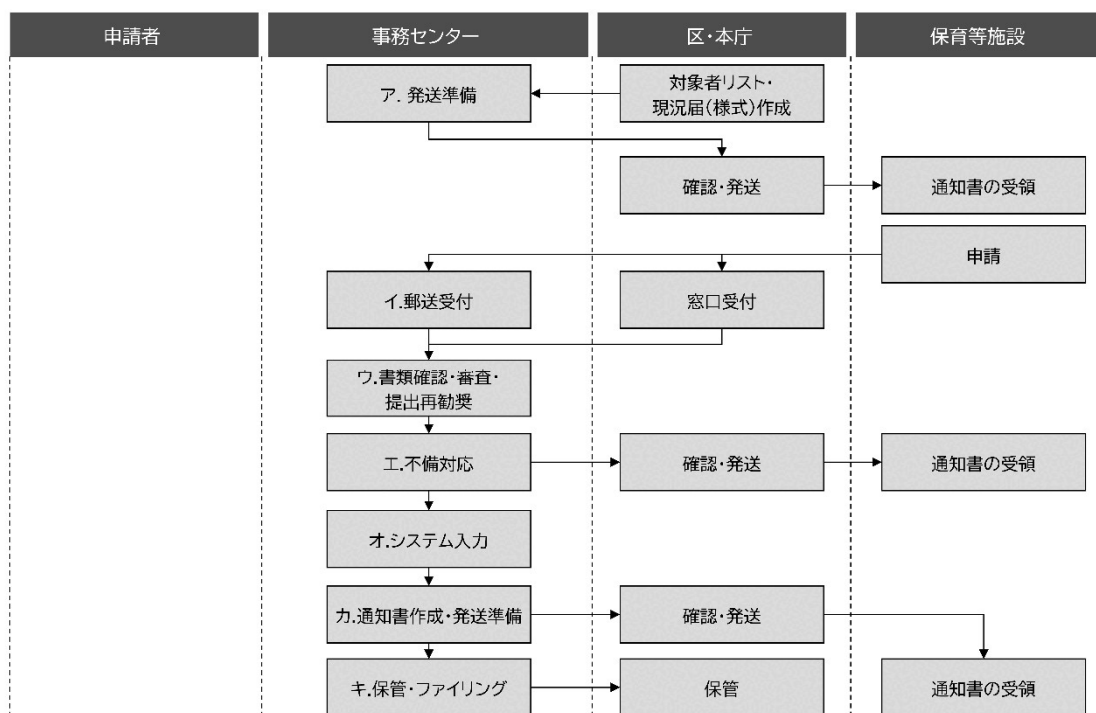 申請者
事務センター
区・本庁
保育等施設
ア. 発送準備
対象者リスト・
現況届(様式)作成
確認・発送
通知書の受領
申請
イ.郵送受付
窓口受付
ウ.書類確認・審査・
提出再勧奨
エ.不備対応
確認・発送
通知書の受領
オ.システム入力
カ.通知書作成・発送準備
確認・発送
キ.保管・ファイリング
保管
通知書の受領